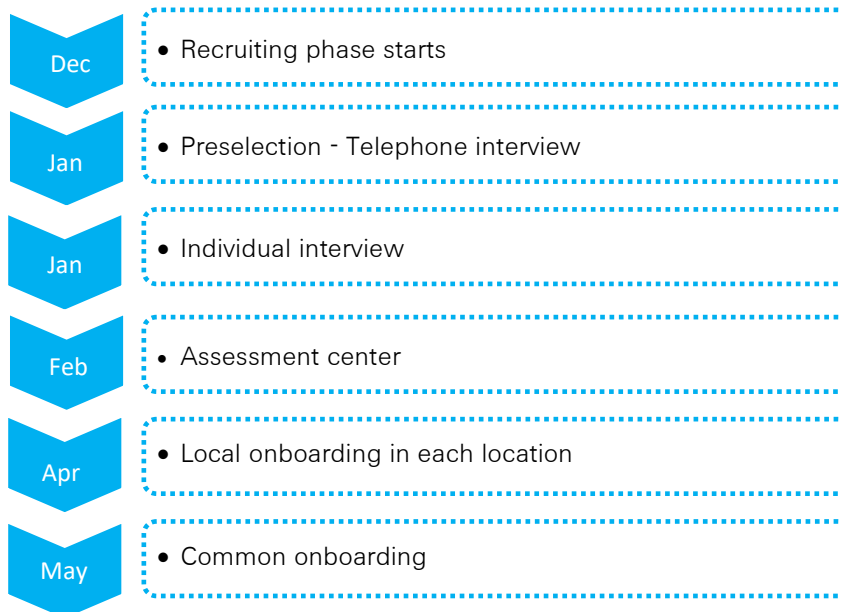 Dec
• Recruiting phase starts
Jan
• Preselection - Telephone interview
Jan
• Individual interview
Feb
• Assessment center
Apr
• Local onboarding in each location
May
• Common onboarding